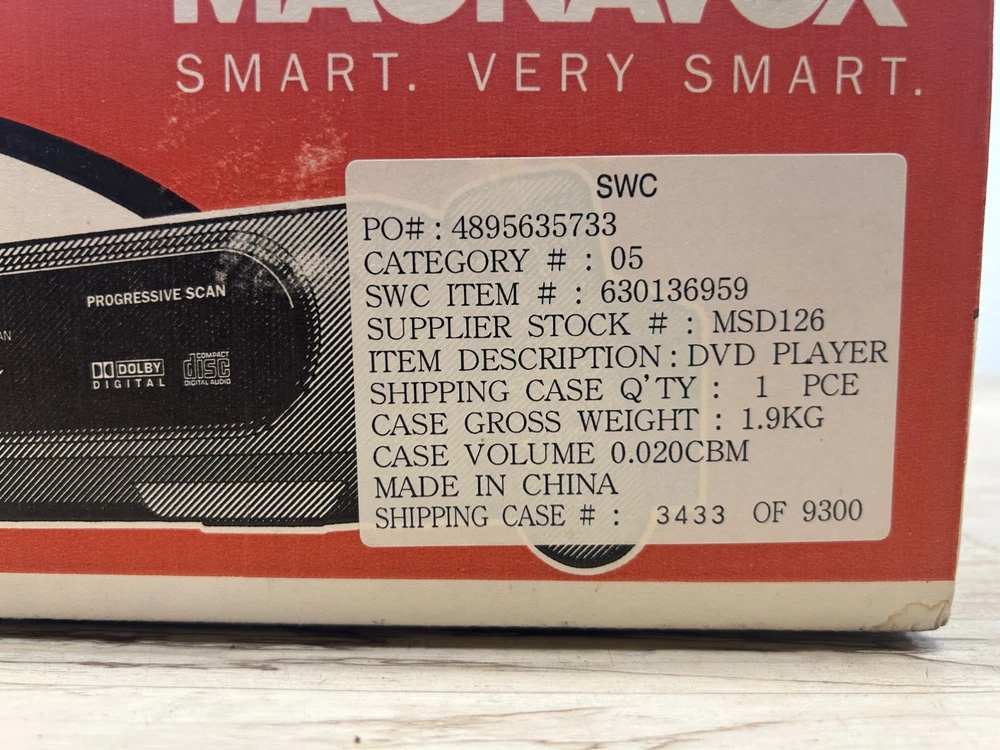 MAGNAVOX
SMART. VERY SMART.
PROGRESSIVE SCAN
DOLBY
DIGITAL
COMPACT
disc
DIGITAL AUDIO
SWC
PO# : 4895635733
CATEGORY # : 05
SWC ITEM # : 630136959
SUPPLIER STOCK # : MSD126
ITEM DESCRIPTION : DVD PLAYER
SHIPPING CASE Q'TY : 1 PCE
CASE GROSS WEIGHT : 1.9KG
CASE VOLUME 0.020CBM
MADE IN CHINA
SHIPPING CASE # : 3433 OF 9300